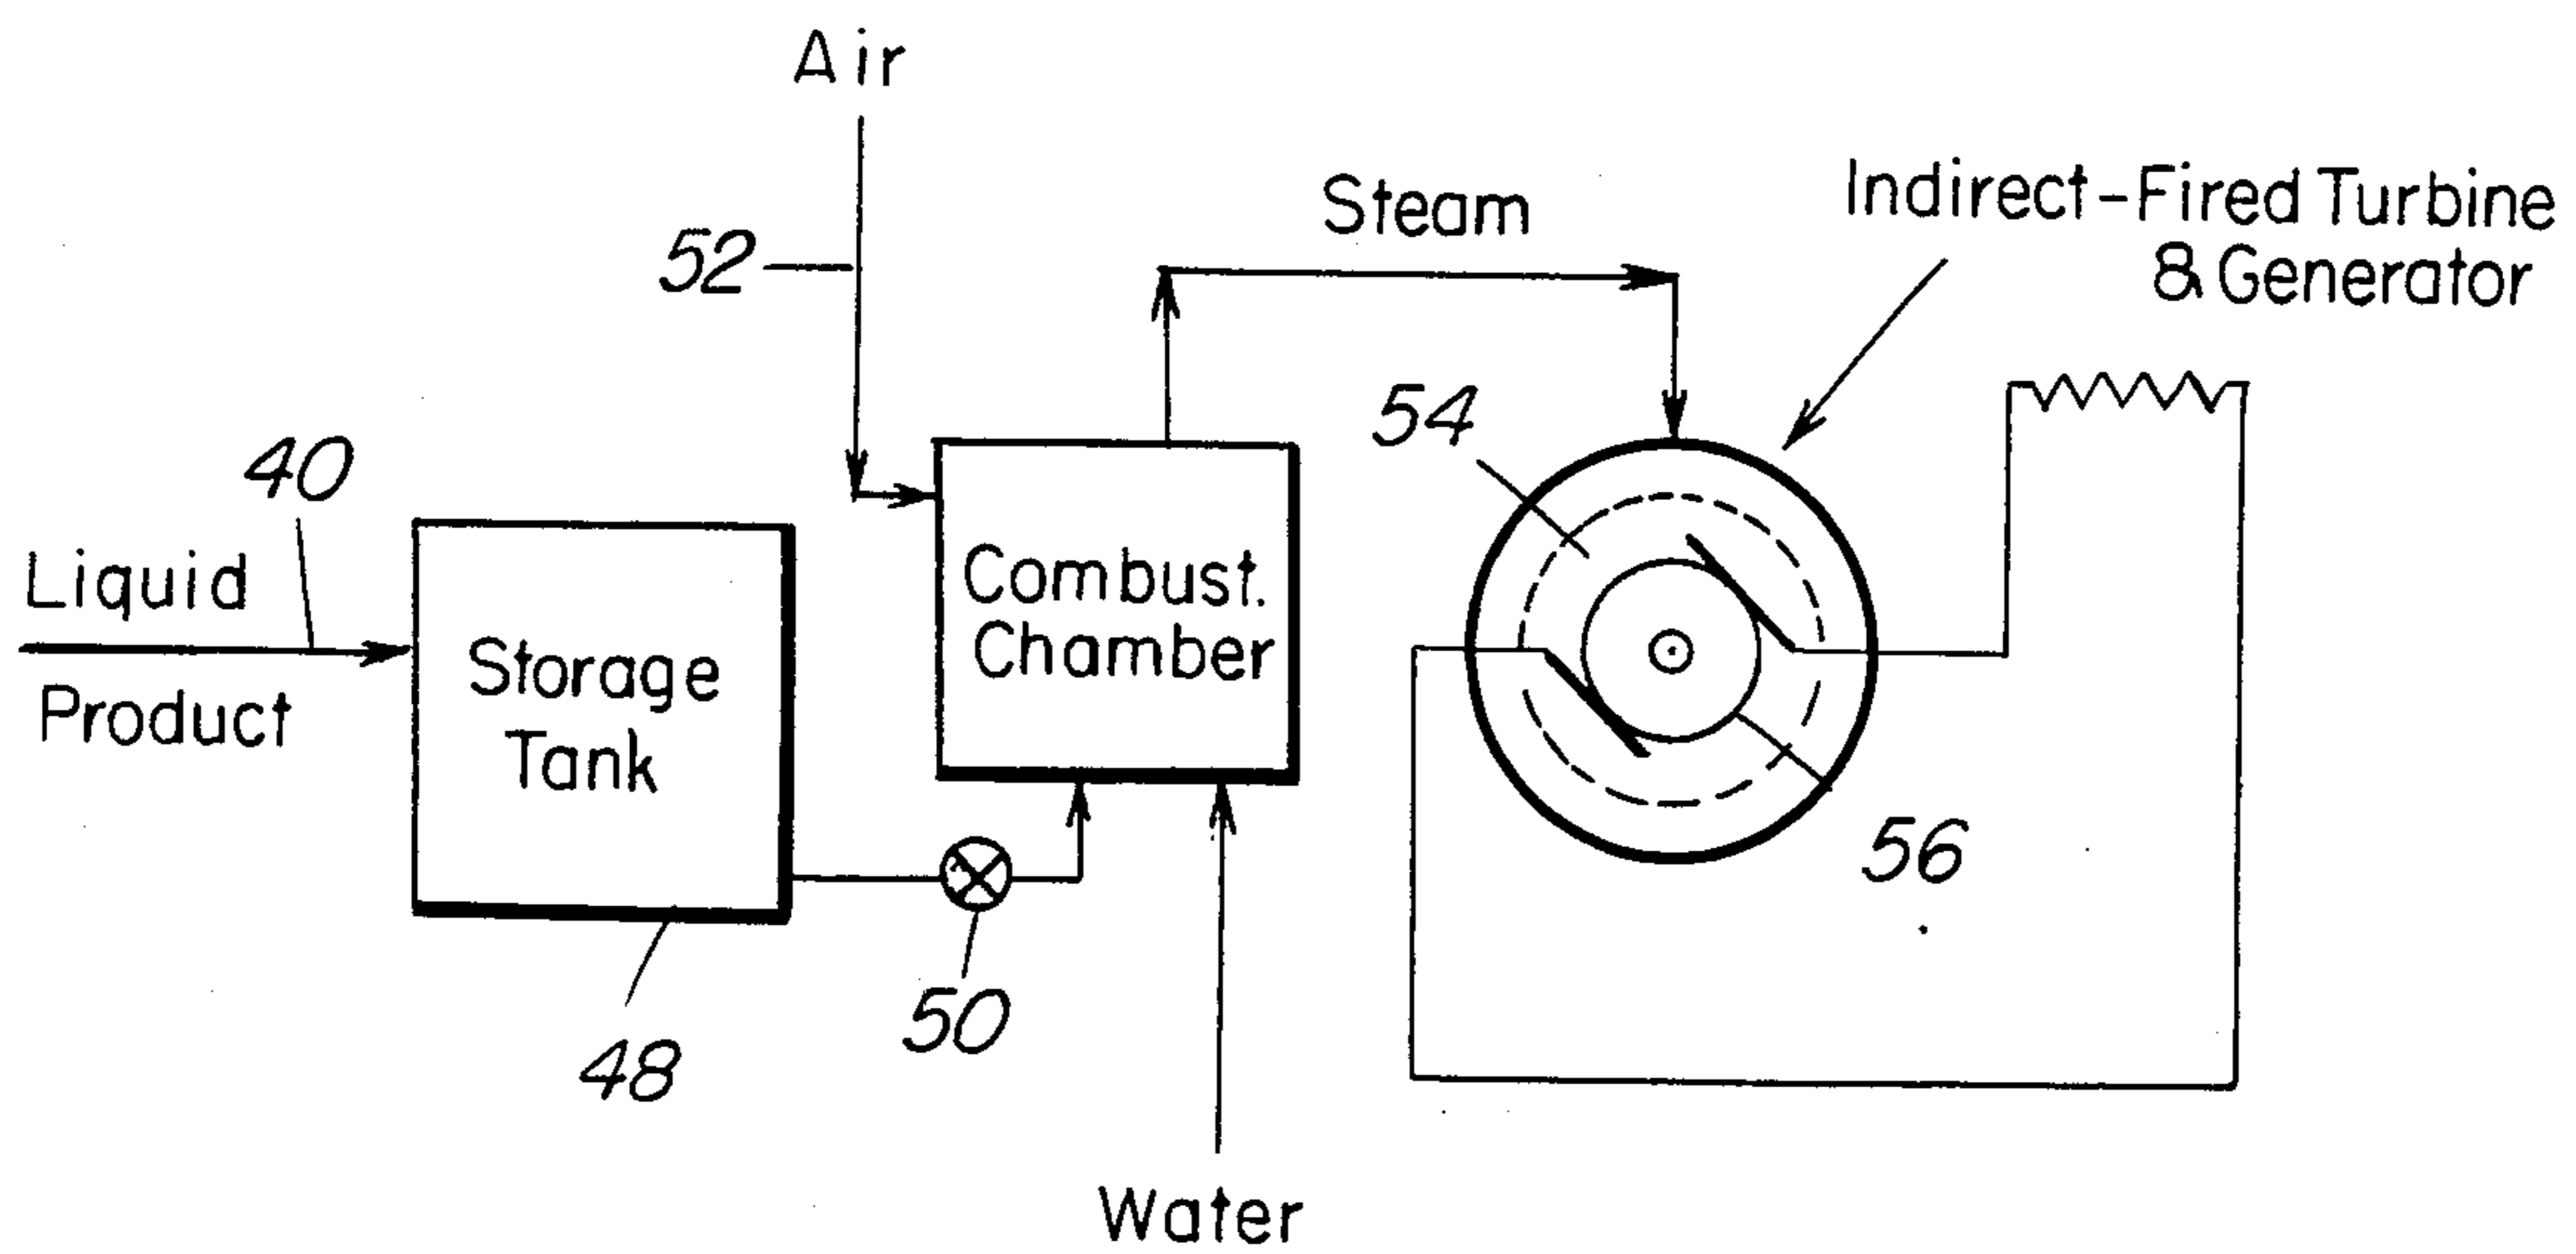 Air
52
Steam
Indirect-Fired Turbine
& Generator
54
40
Liquid
Product
Storage
Tank
Combust.
Chamber
56
50
48
Water